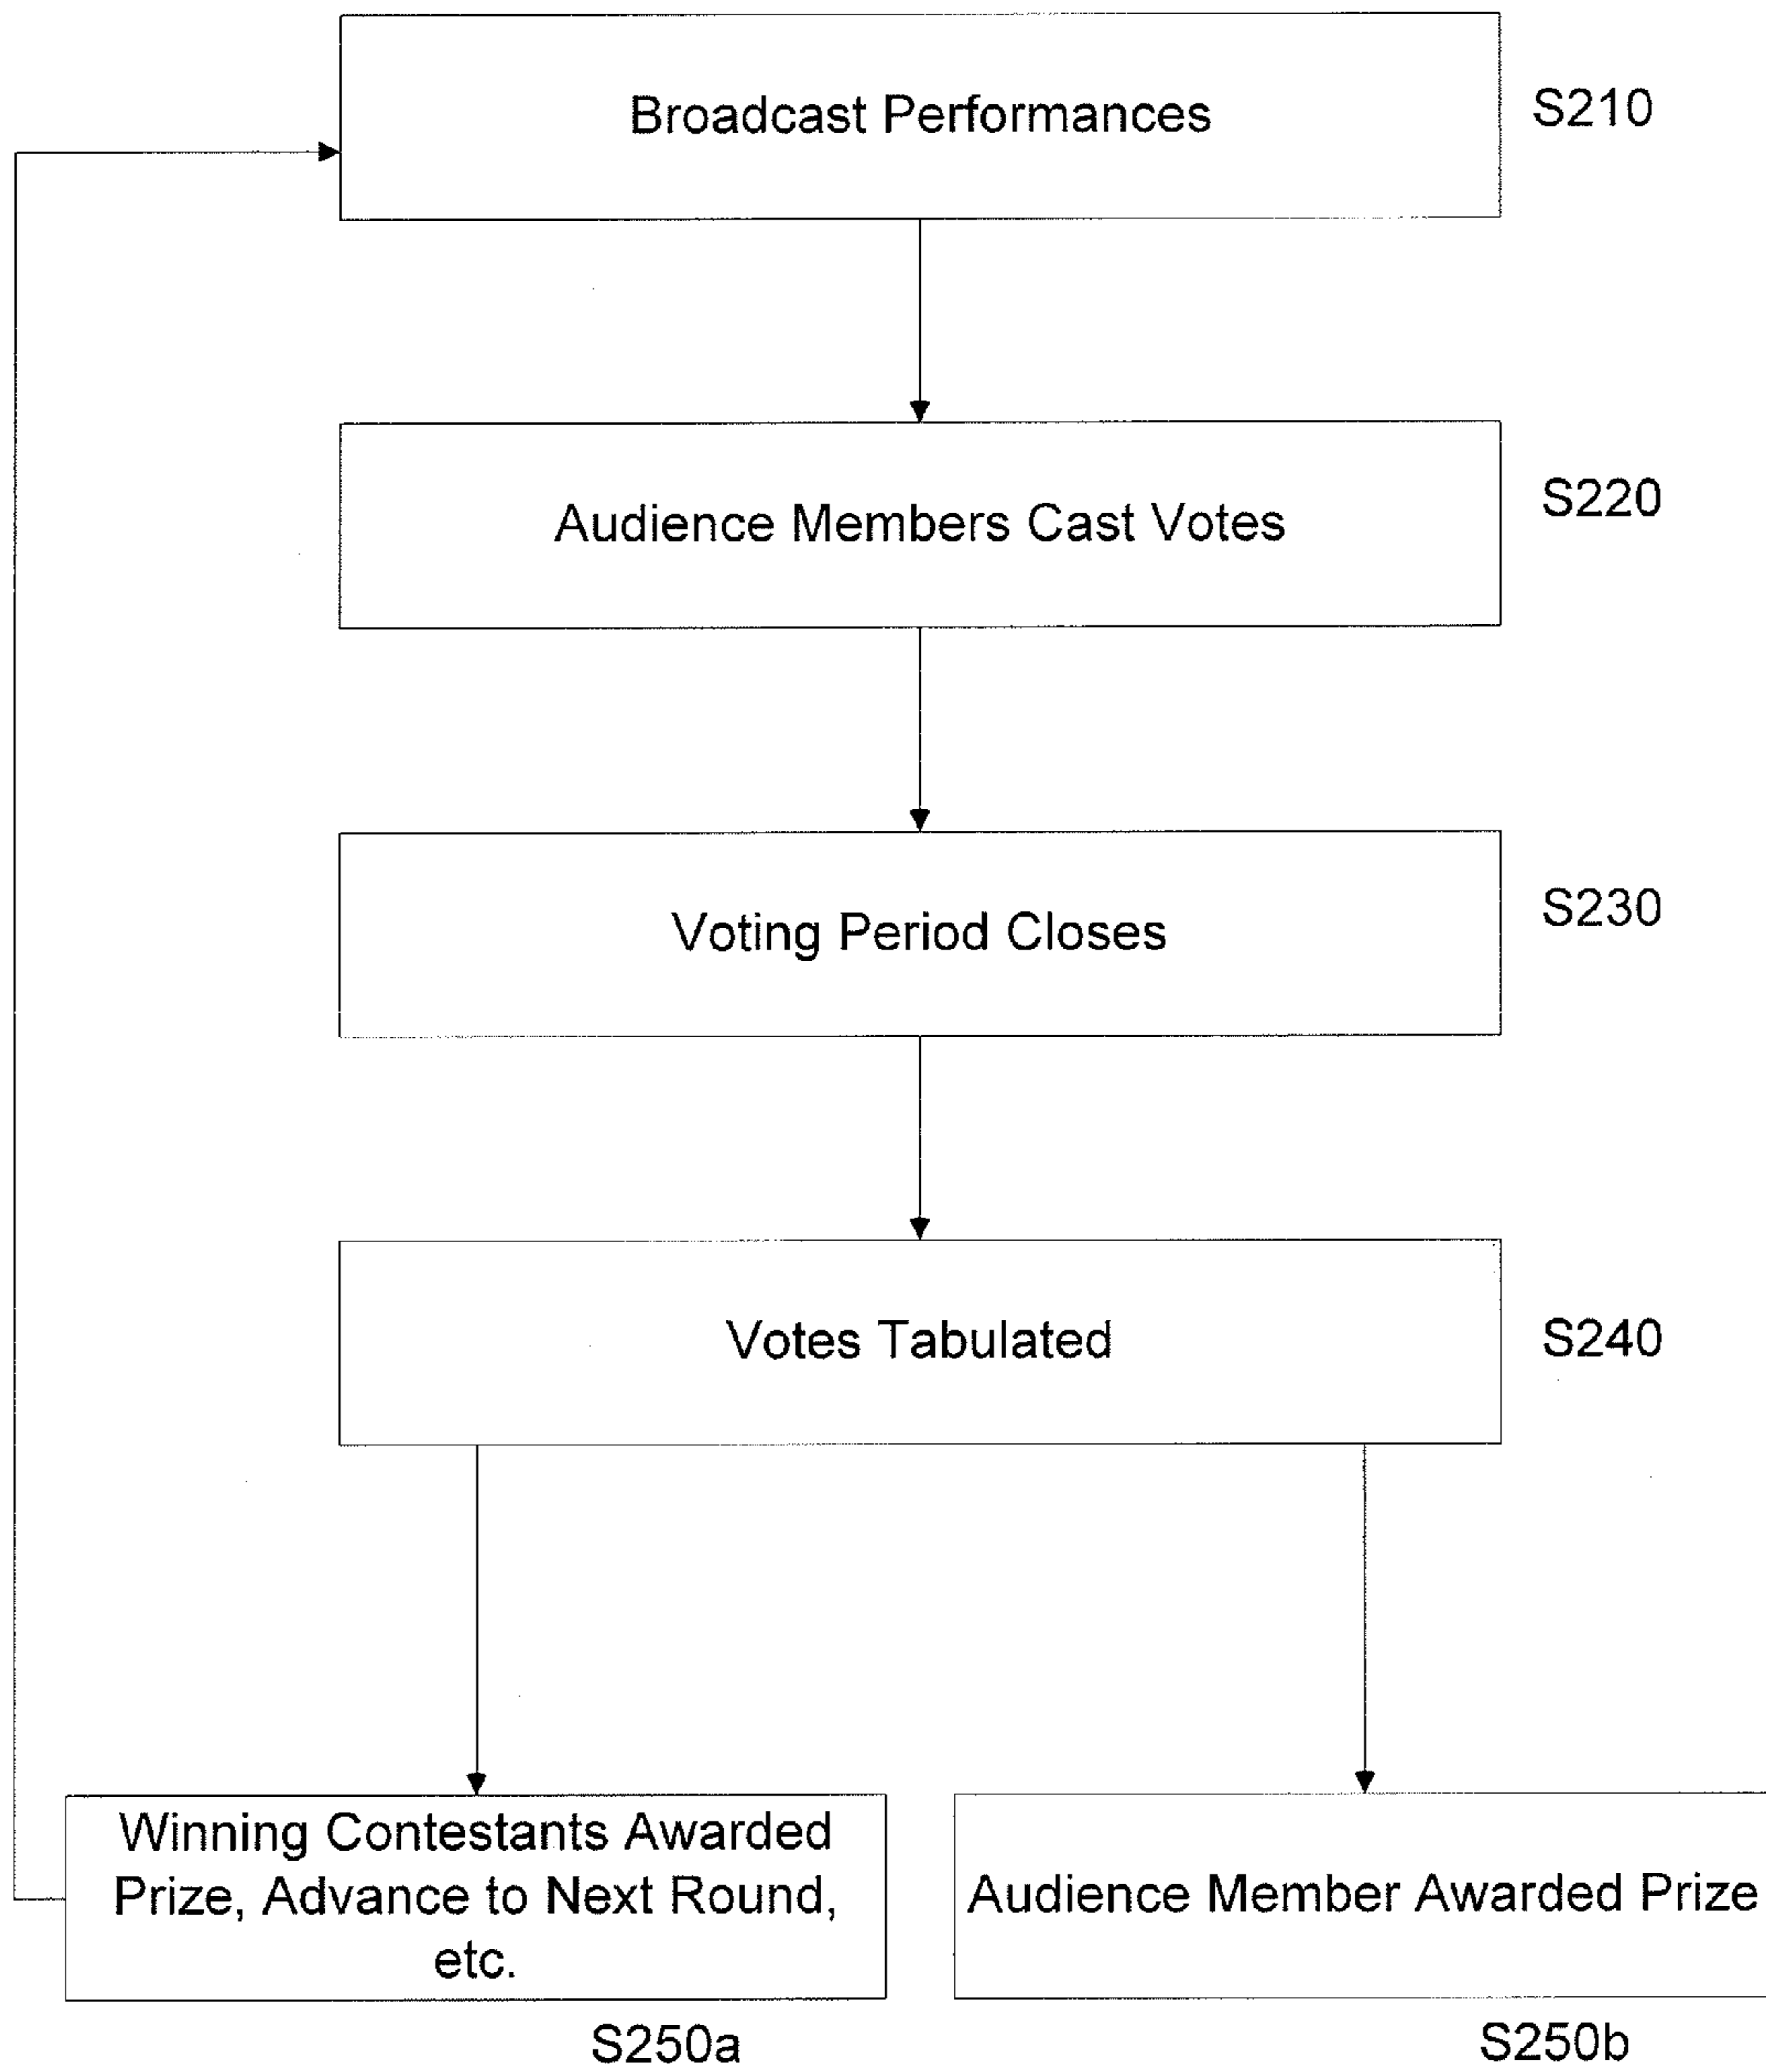 Broadcast Performances
S210
Audience Members Cast Votes
S220
Voting Period Closes
S230
Votes Tabulated
S240
Winning Contestants Awarded
Prize, Advance to Next Round,
etc.
S250a
Audience Member Awarded Prize
S250b